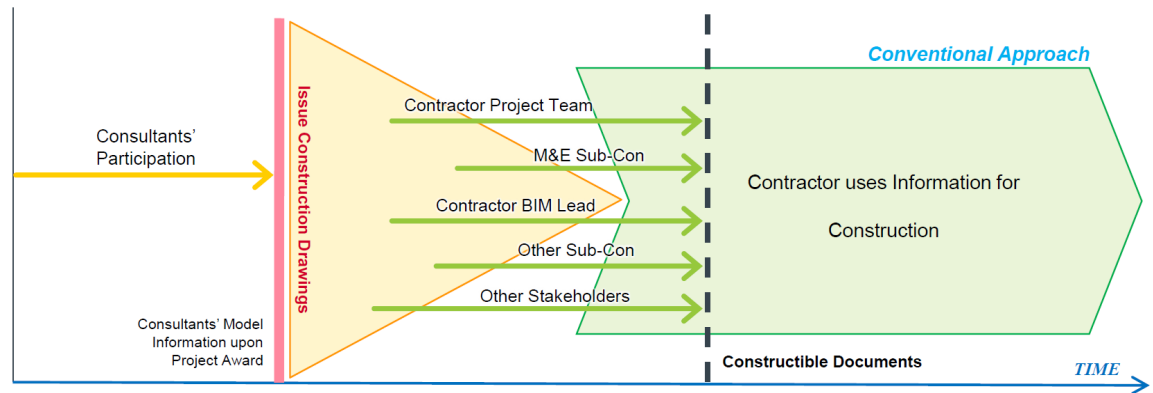 Conventional Approach
Consultants’
Participation
Issue Construction Drawings
Contractor Project Team
M&E Sub-Con
Contractor BIM Lead
Other Sub-Con
Other Stakeholders
Contractor uses Information for
Construction
Consultants’ Model
Information upon
Project Award
Constructible Documents
TIME